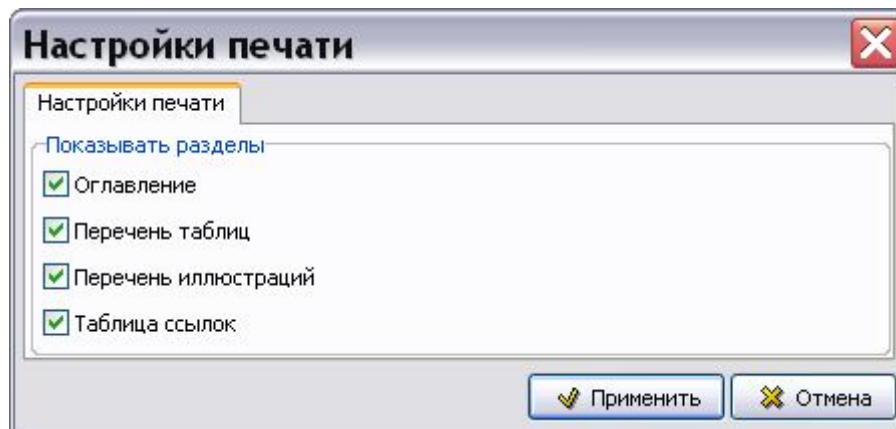 Настройки печати
Настройки печати
Показывать разделы
Оглавление
Перечень таблиц
Перечень иллюстраций
Таблица ссылок
Применить Отмена